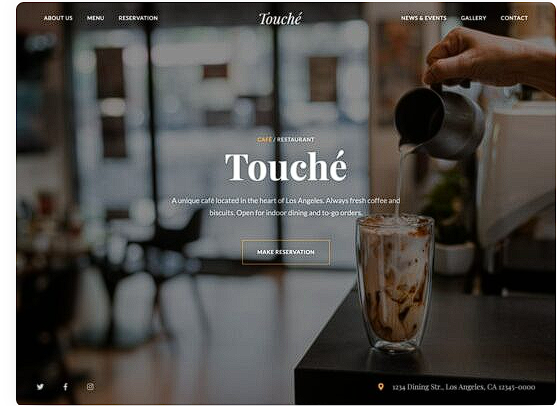 ABOUT US MENU RESERVATION Touché NEWS & EVENTS GALLERY CONTACT
CAFÉ / RESTAURANT
Touché
A unique café located in the heart of Los Angeles. Always fresh coffee and
biscuits. Open for indoor dining and to-go orders.
MAKE RESERVATION
1234 Dining Str., Los Angeles, CA 12345-0000